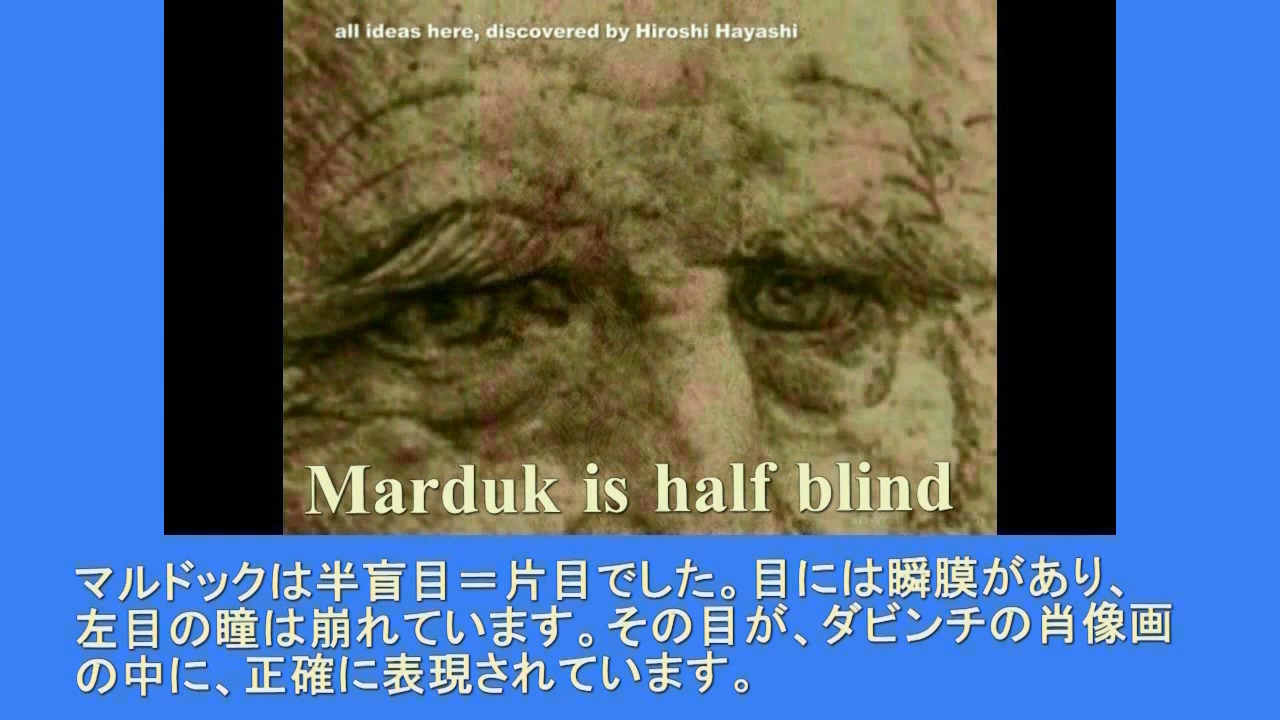 all ideas here, discovered by Hiroshi Hayashi
Marduk is half blind
マルドックは半盲目＝片目でした。目には瞬膜があり、
左目の瞳は崩れています。その目が、ダビンチの肖像画
の中に、正確に表現されています。